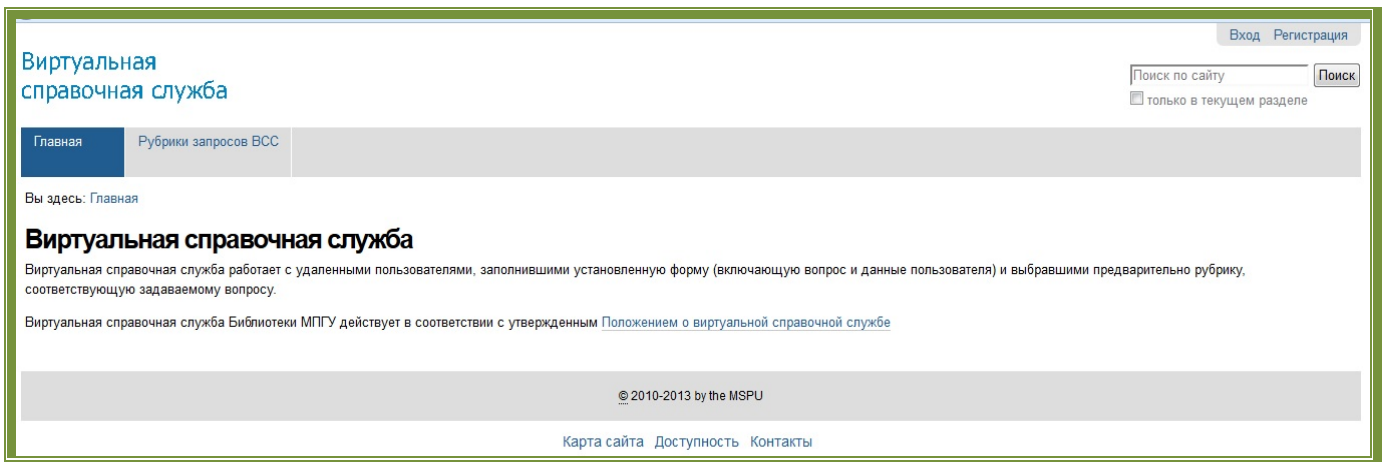 Вход Регистрация
Виртуальная
справочная служба
Поиск по сайту Поиск
только в текущем разделе
Главная Рубрики запросов ВСС
Вы здесь: Главная
Виртуальная справочная служба
Виртуальная справочная служба работает с удаленными пользователями, заполнившими установленную форму (включающую вопрос и данные пользователя) и выбравшими предварительно рубрику,
соответствующую задаваемому вопросу.
Виртуальная справочная служба Библиотеки МПГУ действует в соответствии с утвержденным Положением о виртуальной справочной службе
© 2010-2013 by the MSPU
Карта сайта Доступность Контакты